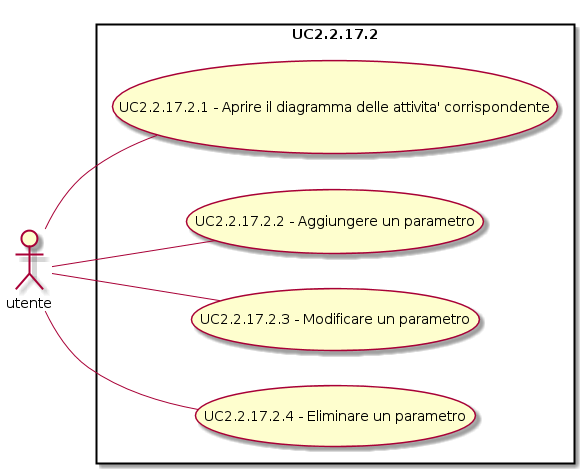 UC2.2.17.2
UC2.2.17.2.1 - Aprire il diagramma delle attivita' corrispondente
UC2.2.17.2.2 - Aggiungere un parametro
utente
UC2.2.17.2.3 - Modificare un parametro
UC2.2.17.2.4 - Eliminare un parametro